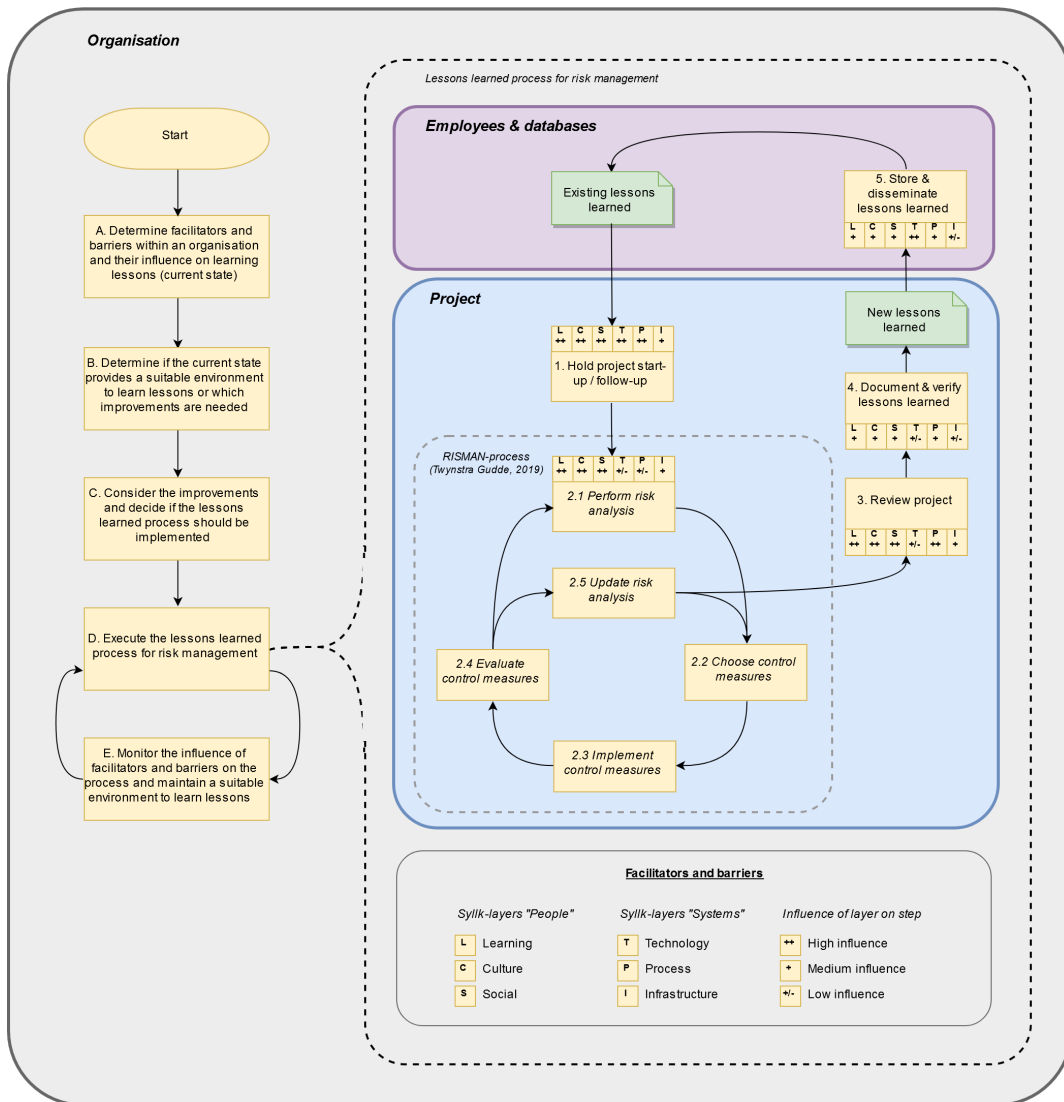 Organisation
Start
A. Determine facilitators and
barriers within an organisation
and their influence on learning
lessons (current state)
B. Determine if the current state
provides a suitable environment
to learn lessons or which
improvements are needed
C. Consider the improvements
and decide if the lessons
learned process should be
implemented
D. Execute the lessons learned
process for risk management
E. Monitor the influence of
facilitators and barriers on the
process and maintain a suitable
environment to learn lessons
Lessons learned process for risk management
Employees & databases
Existing lessons
learned
5. Store &
disseminate
lessons learned
L C S T P I
+ + + ++ + +/-
Project
New lessons
learned
L C S T P I
++ ++ ++ ++ ++ +
1. Hold project start-
up / follow-up
4. Document & verify
lessons learned
L C S T P I
+ + + +/- + +/-
RISMAN-process
(Twynstra Gudde, 2019)
L C S T P I
++ ++ ++ +/- +/- +
2.1 Perform risk
analysis
3. Review project
L C S T P I
++ ++ ++ +/- ++ +
2.5 Update risk
analysis
2.4 Evaluate
control measures
2.2 Choose control
measures
2.3 Implement
control measures
Facilitators and barriers
Syllk-layers "People"
L Learning
C Culture
S Social
Syllk-layers "Systems"
T Technology
P Process
I Infrastructure
Influence of layer on step
++ High influence
+ Medium influence
+/- Low influence